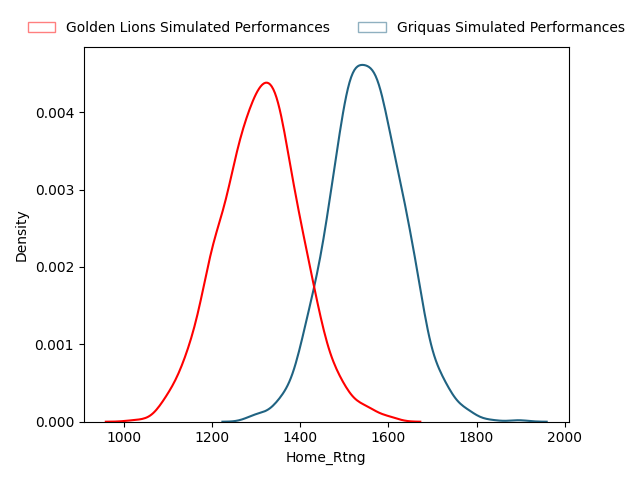 Golden Lions Simulated Performances
Griquas Simulated Performances
Density
0.004
0.003
0.002
0.001
0.000
1000
1200
1400
1600
1800
2000
Home_Rtng